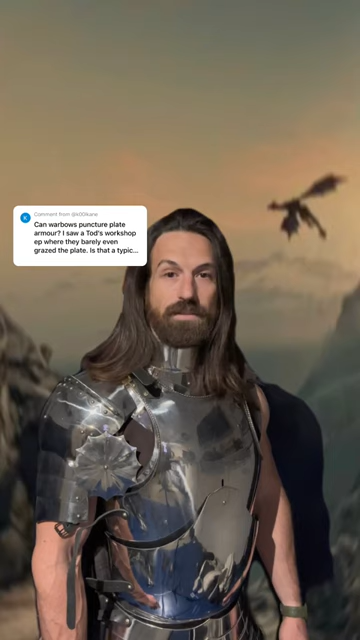 K
Comment from @k00lkane
Can warbows puncture plate
armour? I saw a Tod's workshop
ep where they barely even
grazed the plate. Is that a typic...